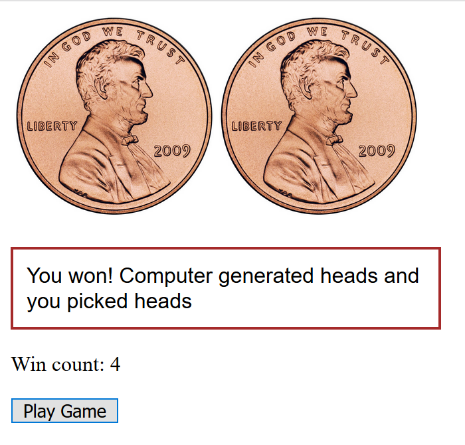 IN GOD WE TRUST
LIBERTY
2009
IN GOD WE TRUST
LIBERTY
2009
You won! Computer generated heads and
you picked heads
Win count: 4
Play Game